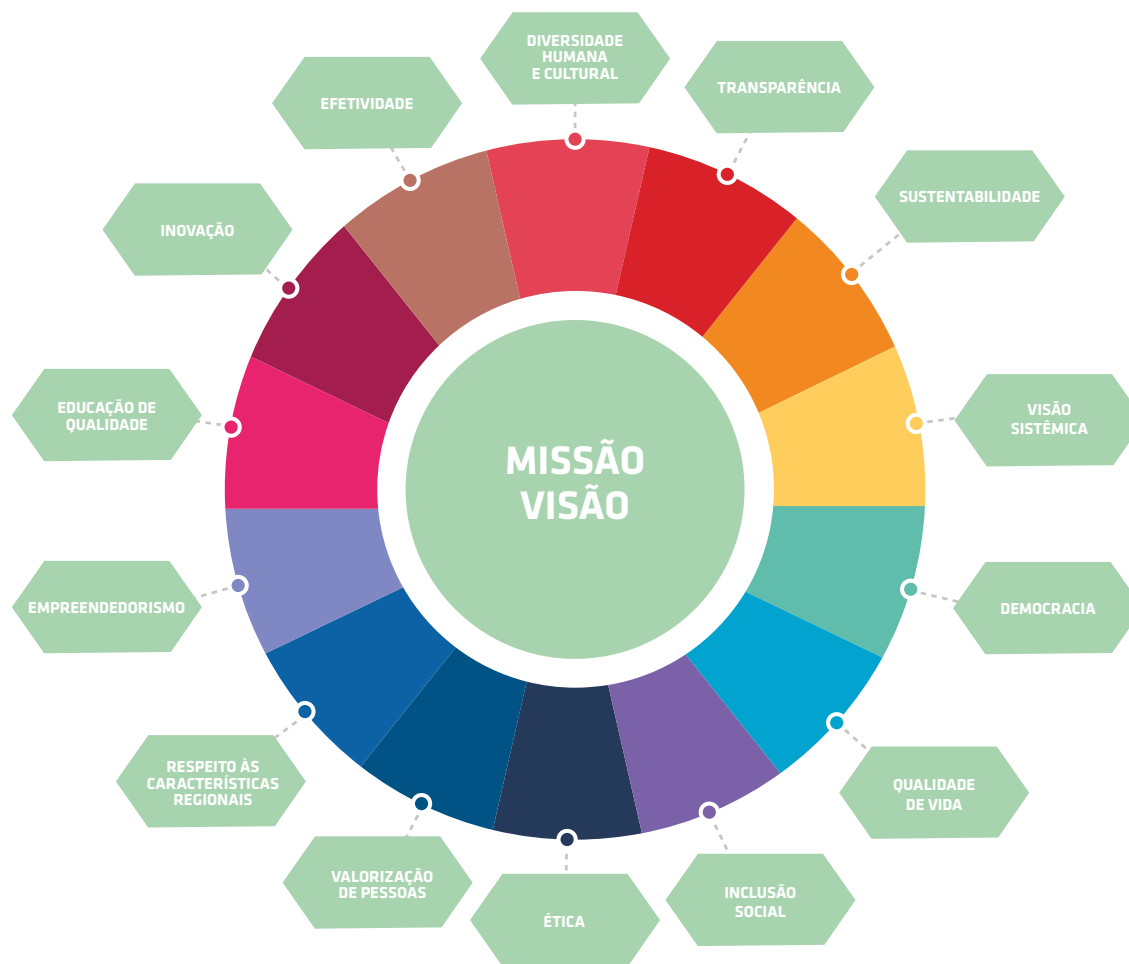 DIVERSIDADE
HUMANA
E CULTURAL
TRANSPARÊNCIA
EFETIVIDADE
SUSTENTABILIDADE
INOVAÇÃO
EDUCAÇÃO DE
QUALIDADE
VISÃO
SISTÊMICA
MISSÃO
VISÃO
EMPREENDEDORISMO
DEMOCRACIA
RESPEITO ÀS
CARACTERÍSTICAS
REGIONAIS
QUALIDADE
DE VIDA
VALORIZAÇÃO
DE PESSOAS
INCLUSÃO
SOCIAL
ÉTICA